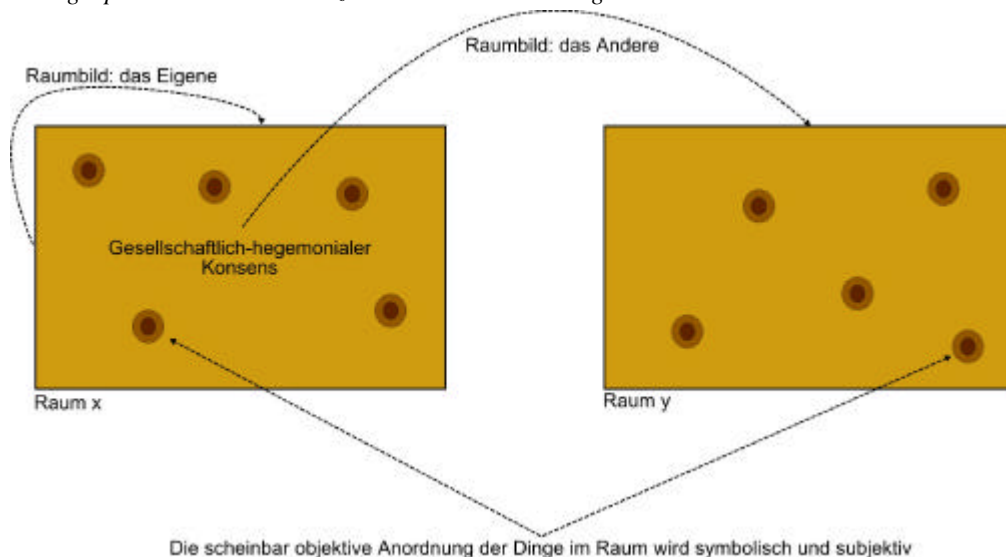 Raumbild: das Andere
Raumbild: das Eigene
Gesellschaftlich-hegemonialer
Konsens
Raum x
Raum y
Die scheinbar objektive Anordnung der Dinge im Raum wird symbolisch und subjektiv